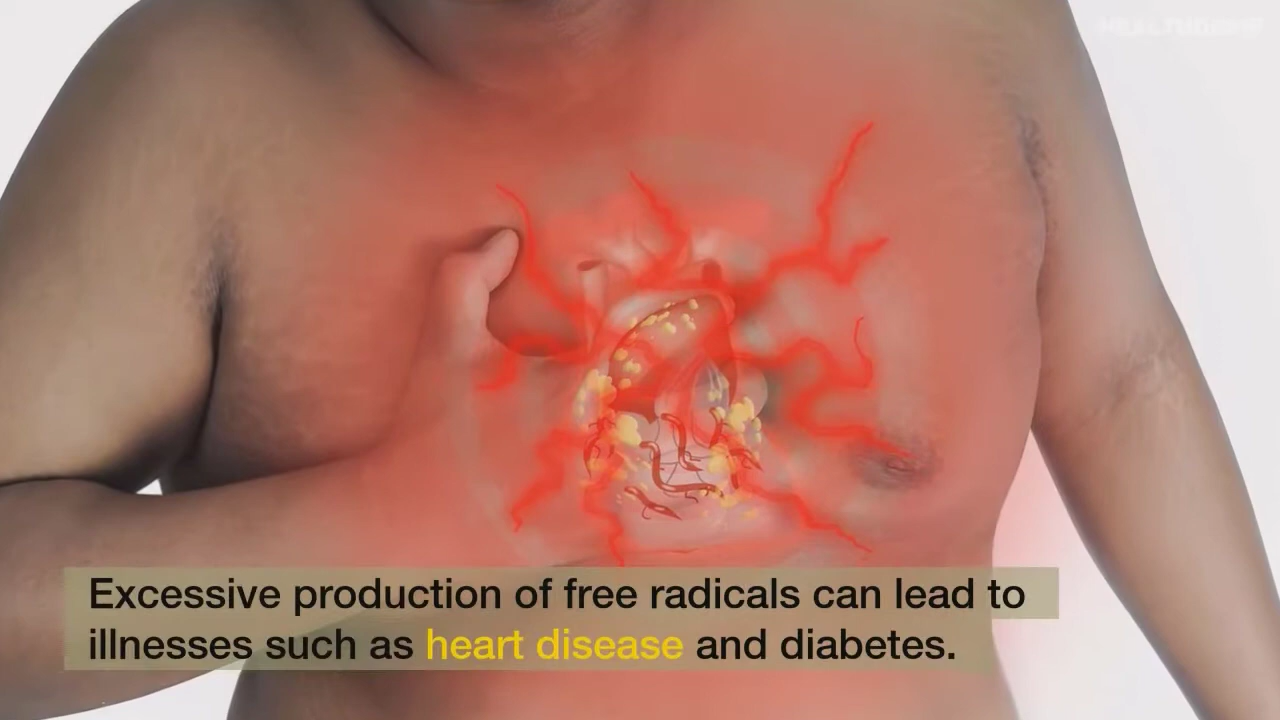 Excessive production of free radicals can lead to
illnesses such as heart disease and diabetes.